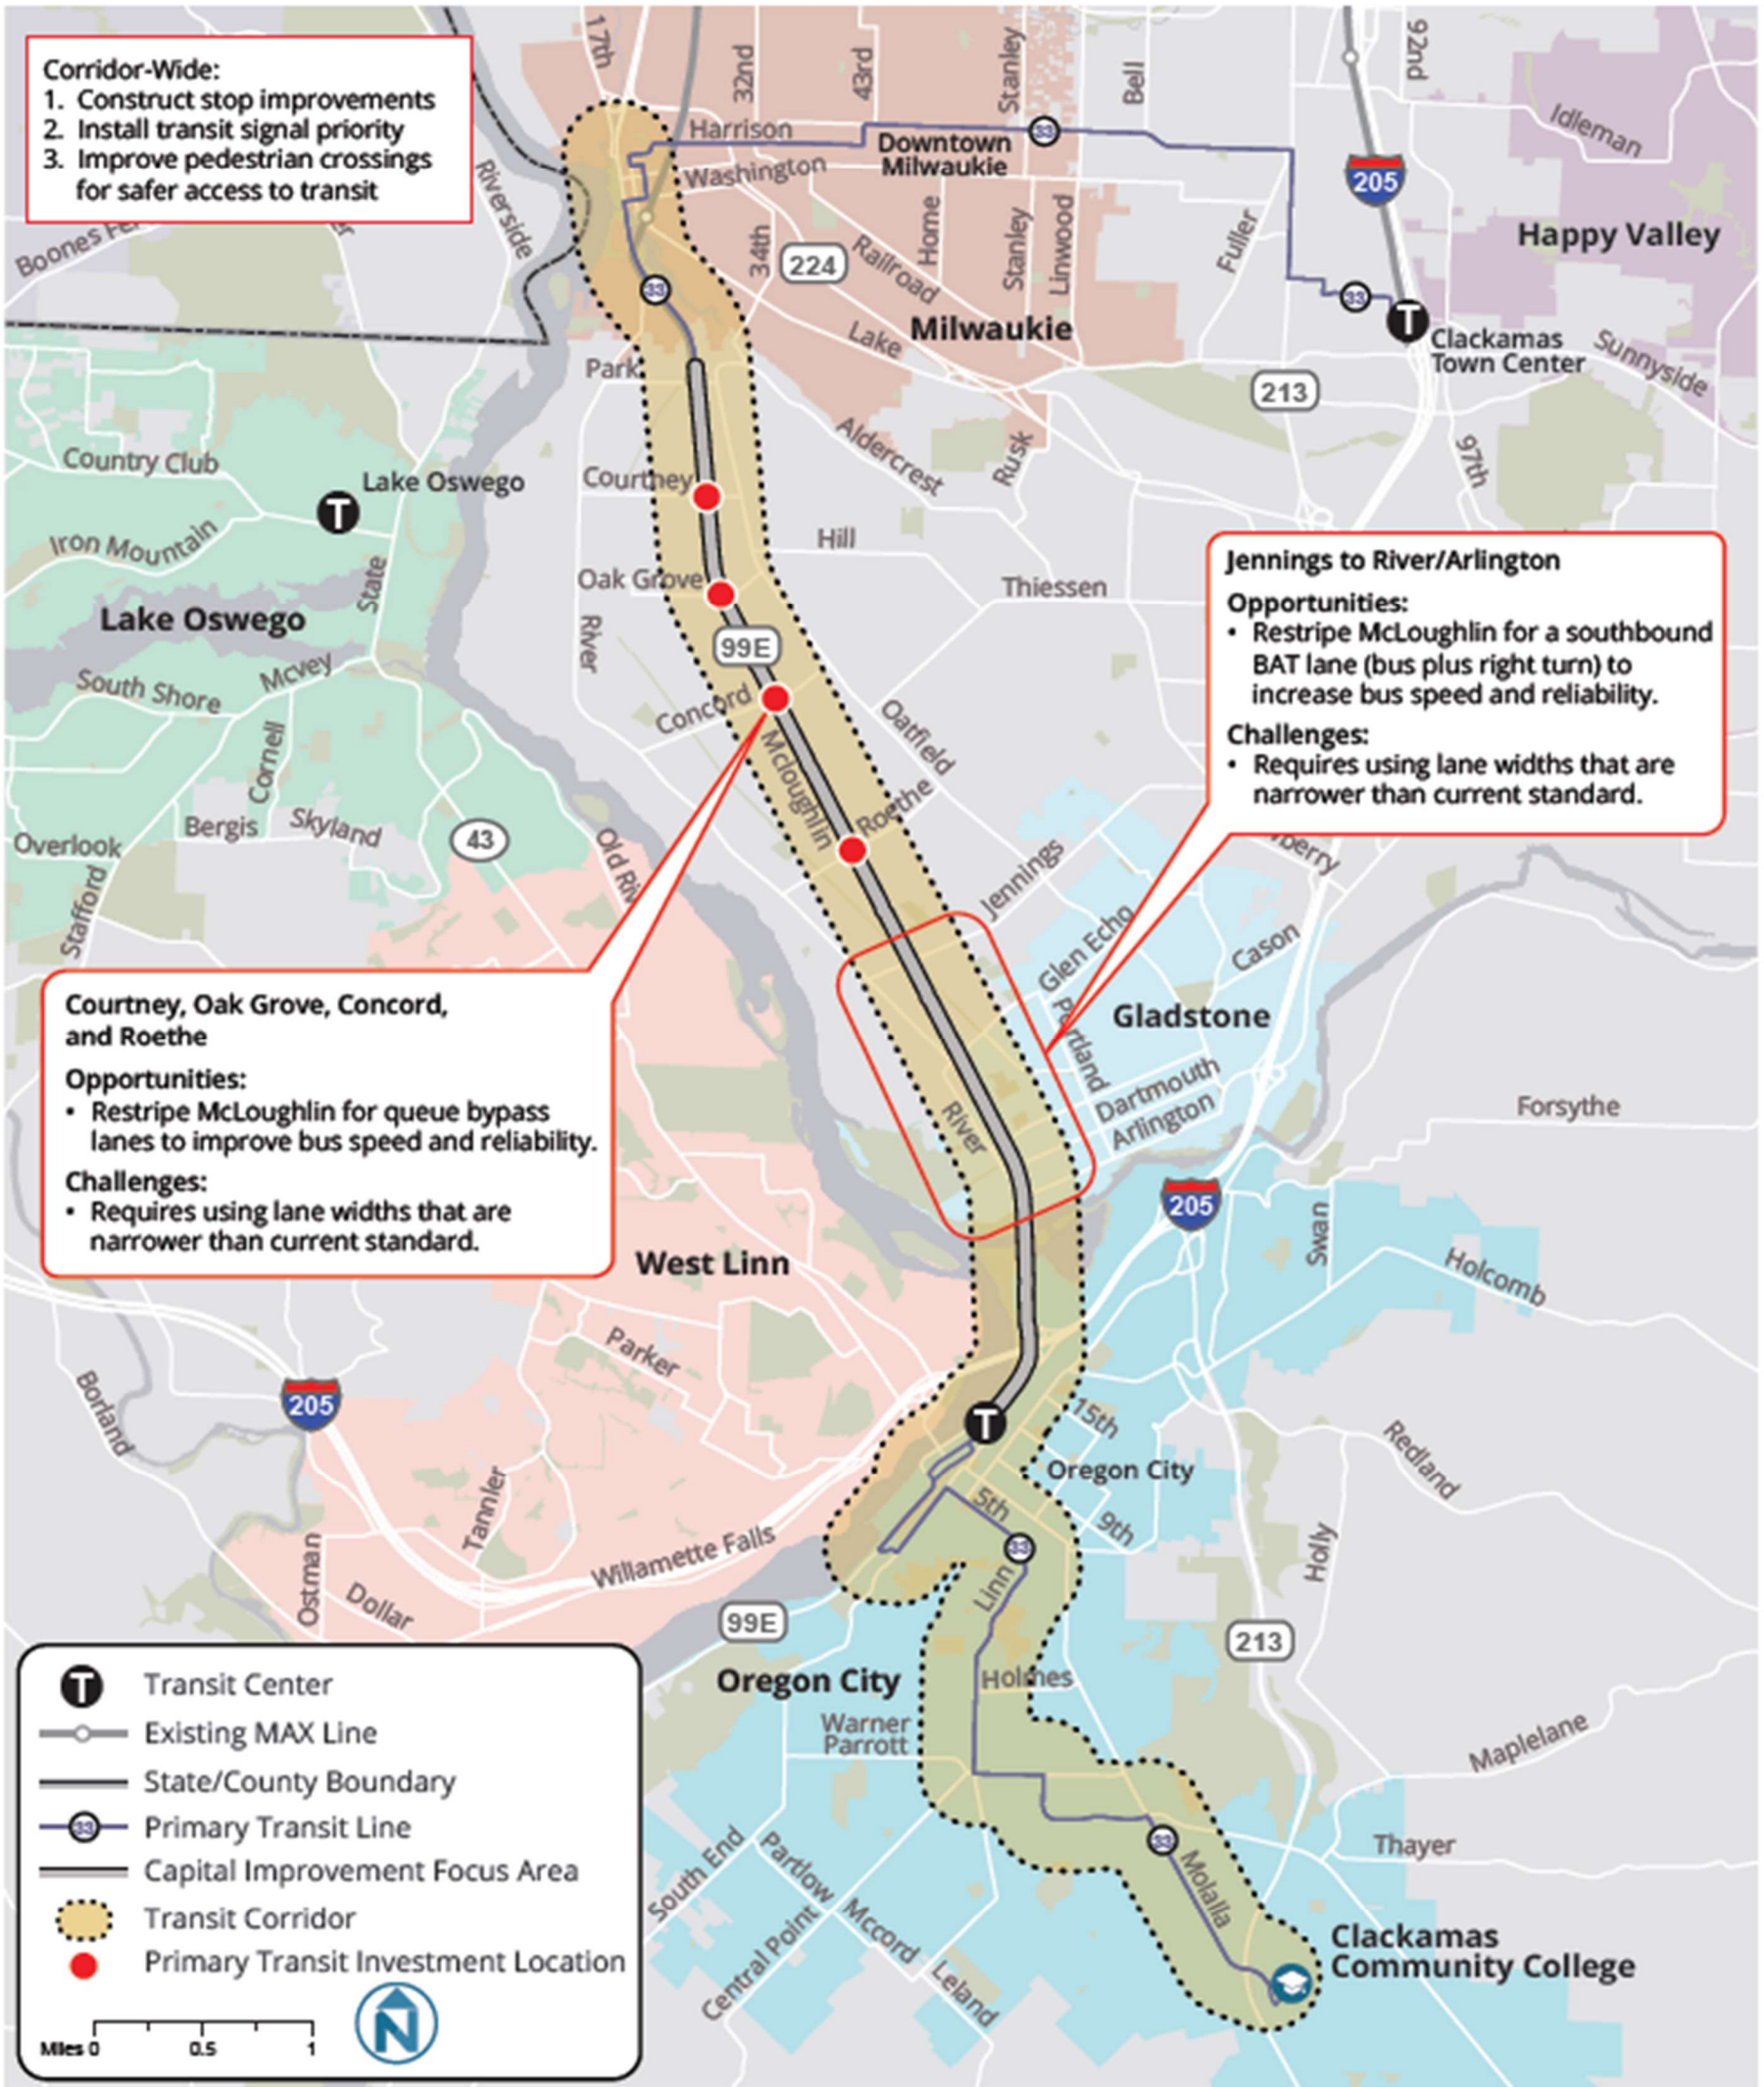 Corridor-Wide:
1. Construct stop improvements
2. Install transit signal priority
3. Improve pedestrian crossings
for safer access to transit
17th
32nd
43rd
Stanley
Bell
92nd
Idleman
Harrison
33
Downtown
Milwaukie
Washington
205
Riverside
Boones
34th
224
Railroad
Home
Stanley
Linwood
Fuller
Happy Valley
33
33
T
Clackamas
Town Center
Sunnyside
Lake
Milwaukie
Park
213
Aldercrest
Rusk
97th
Country Club
Lake Oswego
T
Courtney
Iron Mountain
Hill
State
Oak Grove
Thiessen
Lake Oswego
River
99E
South Shore
Mcvey
Concord
Oatfield
Cornell
Mcloughlin
Roethe
Bergis
Skyland
43
Overlook
Stafford
Jennings to River/Arlington
Opportunities:
• Restripe McLoughlin for a southbound
BAT lane (bus plus right turn) to
increase bus speed and reliability.
Challenges:
• Requires using lane widths that are
narrower than current standard.
Old
Jennings
Glen Echo
Cason
Portland
Gladstone
Dartmouth
Arlington
River
Forsythe
Courtney, Oak Grove, Concord,
and Roethe
Opportunities:
• Restripe McLoughlin for queue bypass
lanes to improve bus speed and reliability.
Challenges:
• Requires using lane widths that are
narrower than current standard.
205
Swan
Holcomb
West Linn
Parker
Borland
205
T
15th
Redland
Oregon City
5th
9th
33
Tannler
Willamette Falls
Ostman
Dollar
Linn
Holly
99E
213
Oregon City
Holmes
Warner
Parrott
Maplelane
33
Thayer
South End
Partlow
Molalla
Central Point
Mccord
Leland
Clackamas
Community College
T Transit Center
Existing MAX Line
State/County Boundary
33 Primary Transit Line
Capital Improvement Focus Area
Transit Corridor
Primary Transit Investment Location
Miles 0 0.5 1
N